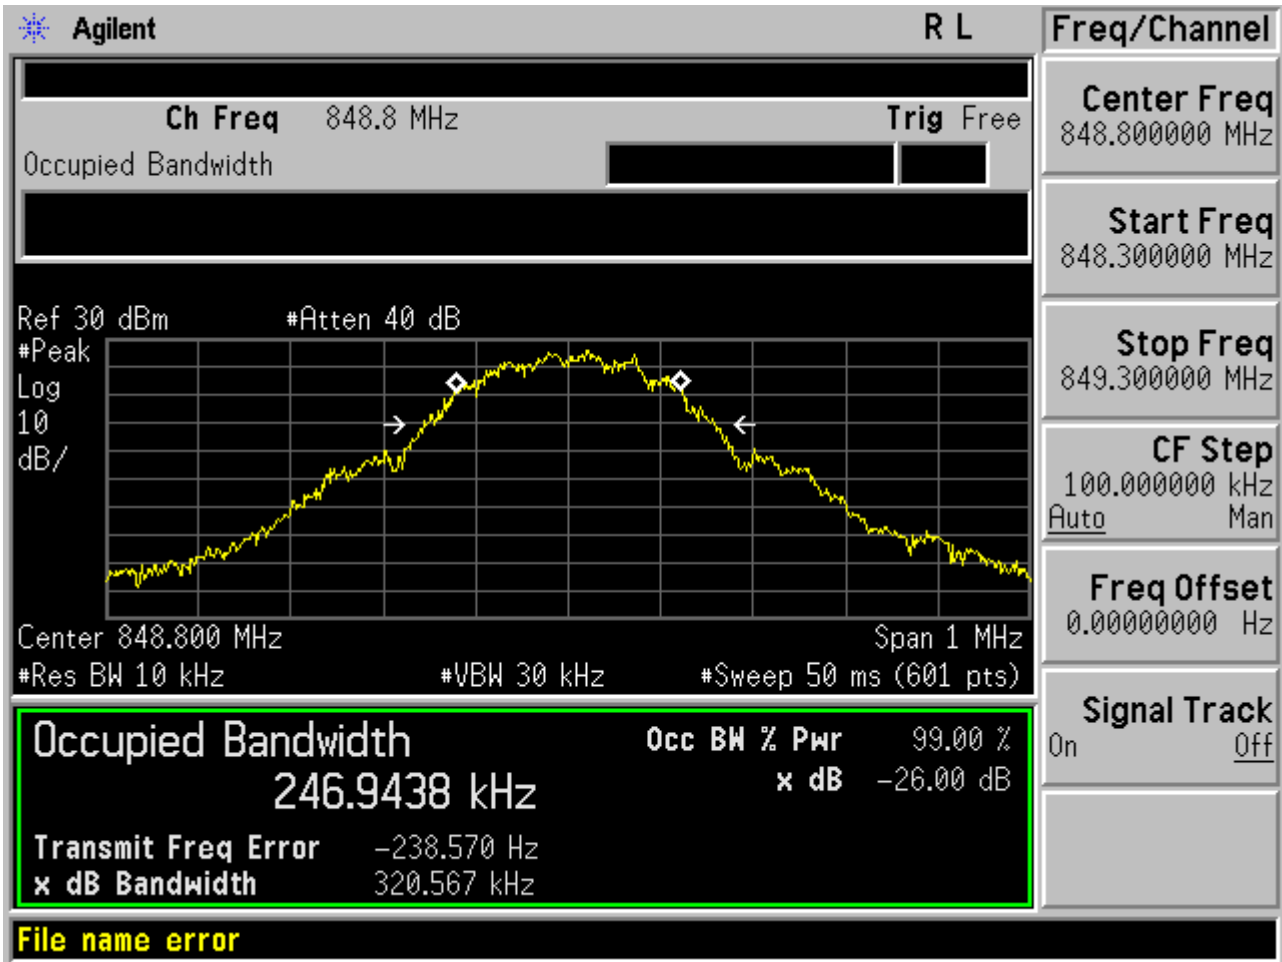 Agilent R L
Ch Freq 848.8 MHz Trig Free
Occupied Bandwidth
Ref 30 dBm #Atten 40 dB
#Peak
Log
10
dB/
Center 848.800 MHz Span 1 MHz
#Res BW 10 kHz #VBW 30 kHz #Sweep 50 ms (601 pts)
Occupied Bandwidth Occ BW % Pwr 99.00 %
246.9438 kHz x dB -26.00 dB
Transmit Freq Error -238.570 Hz
x dB Bandwidth 320.567 kHz
File name error
Freq/Channel
Center Freq
848.800000 MHz
Start Freq
848.300000 MHz
Stop Freq
849.300000 MHz
CF Step
100.000000 kHz
Auto Man
Freq Offset
0.00000000 Hz
Signal Track
On Off